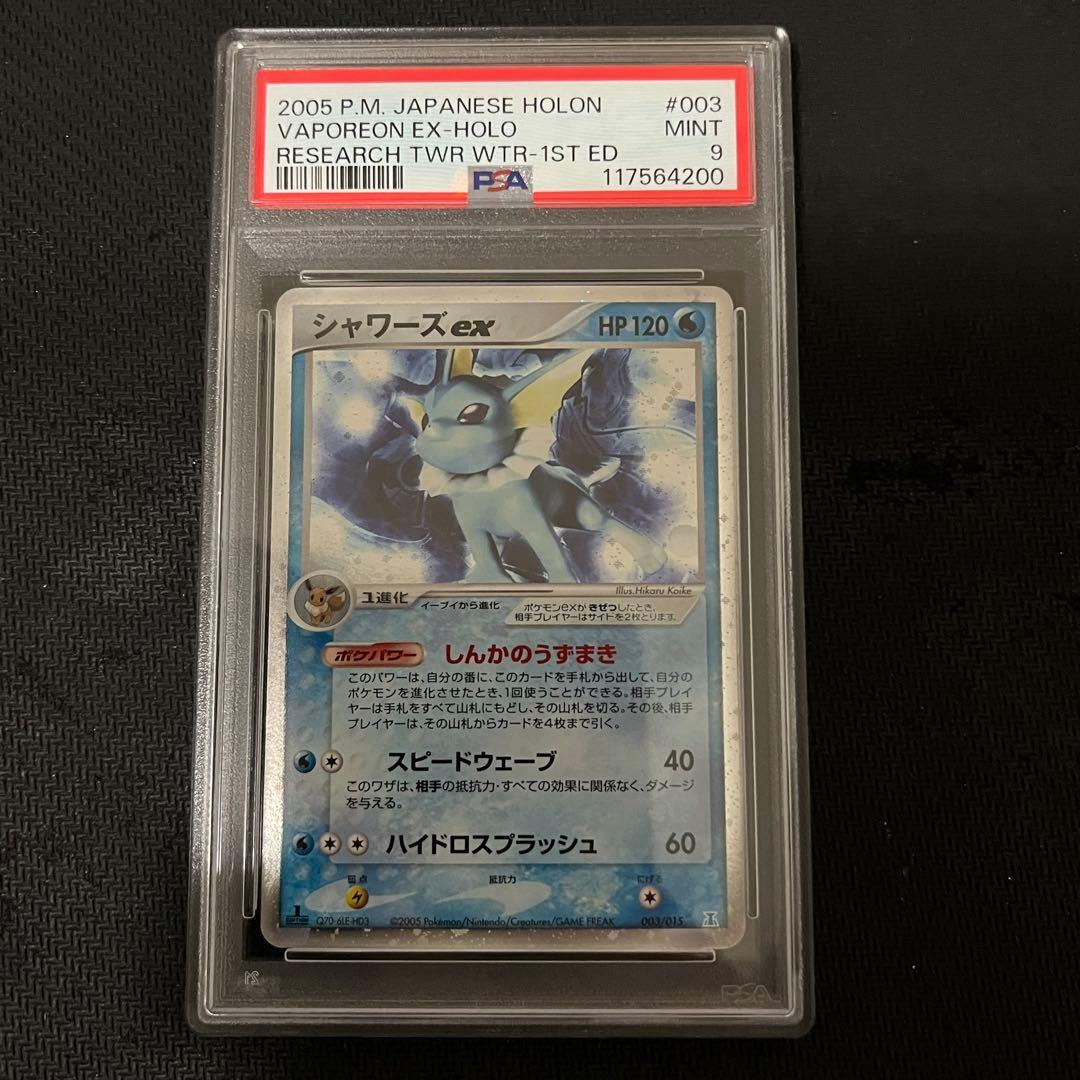 2005 P.M. JAPANESE HOLON #003
VAPOREON EX-HOLO MINT
RESEARCH TWR WTR-1ST ED 9
PSA 117564200
シャワーズex HP120
Illus.Hikaru Koike
1進化 イーブイから進化
ポケモンexが きぜつしたとき、
相手プレイヤーはサイドを2枚とります。
ポケパワー しんかのうずまき
このパワーは、自分の番に、このカードを手札から出して、自分の
ポケモンを進化させたとき、1回使うことができる。相手プレイ
ヤーは手札をすべて山札にもどし、その山札を切る。その後、相手
プレイヤーは、その山札からカードを4枚まで引く。
スピードウェーブ 40
このワザは、相手の抵抗力・すべての効果に関係なく、ダメージ
を与える。
ハイドロスプラッシュ 60
弱点 抵抗力 にげる
1 EDITION Q70 6LE-HD3 ©2005 Pokémon/Nintendo/Creatures/GAME FREAK 003/015
PSA